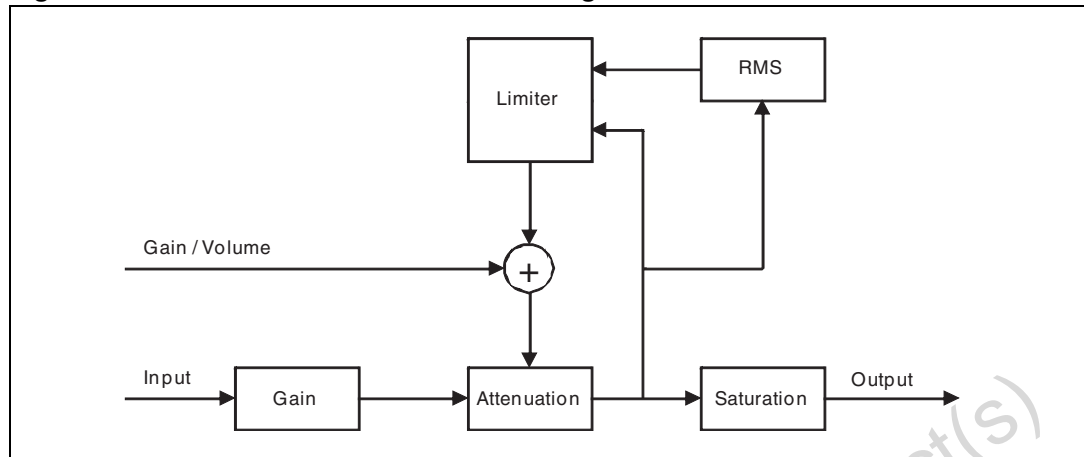 RMS
Limiter
Gain / Volume
+
Input
Output
Gain
Attenuation
Saturation